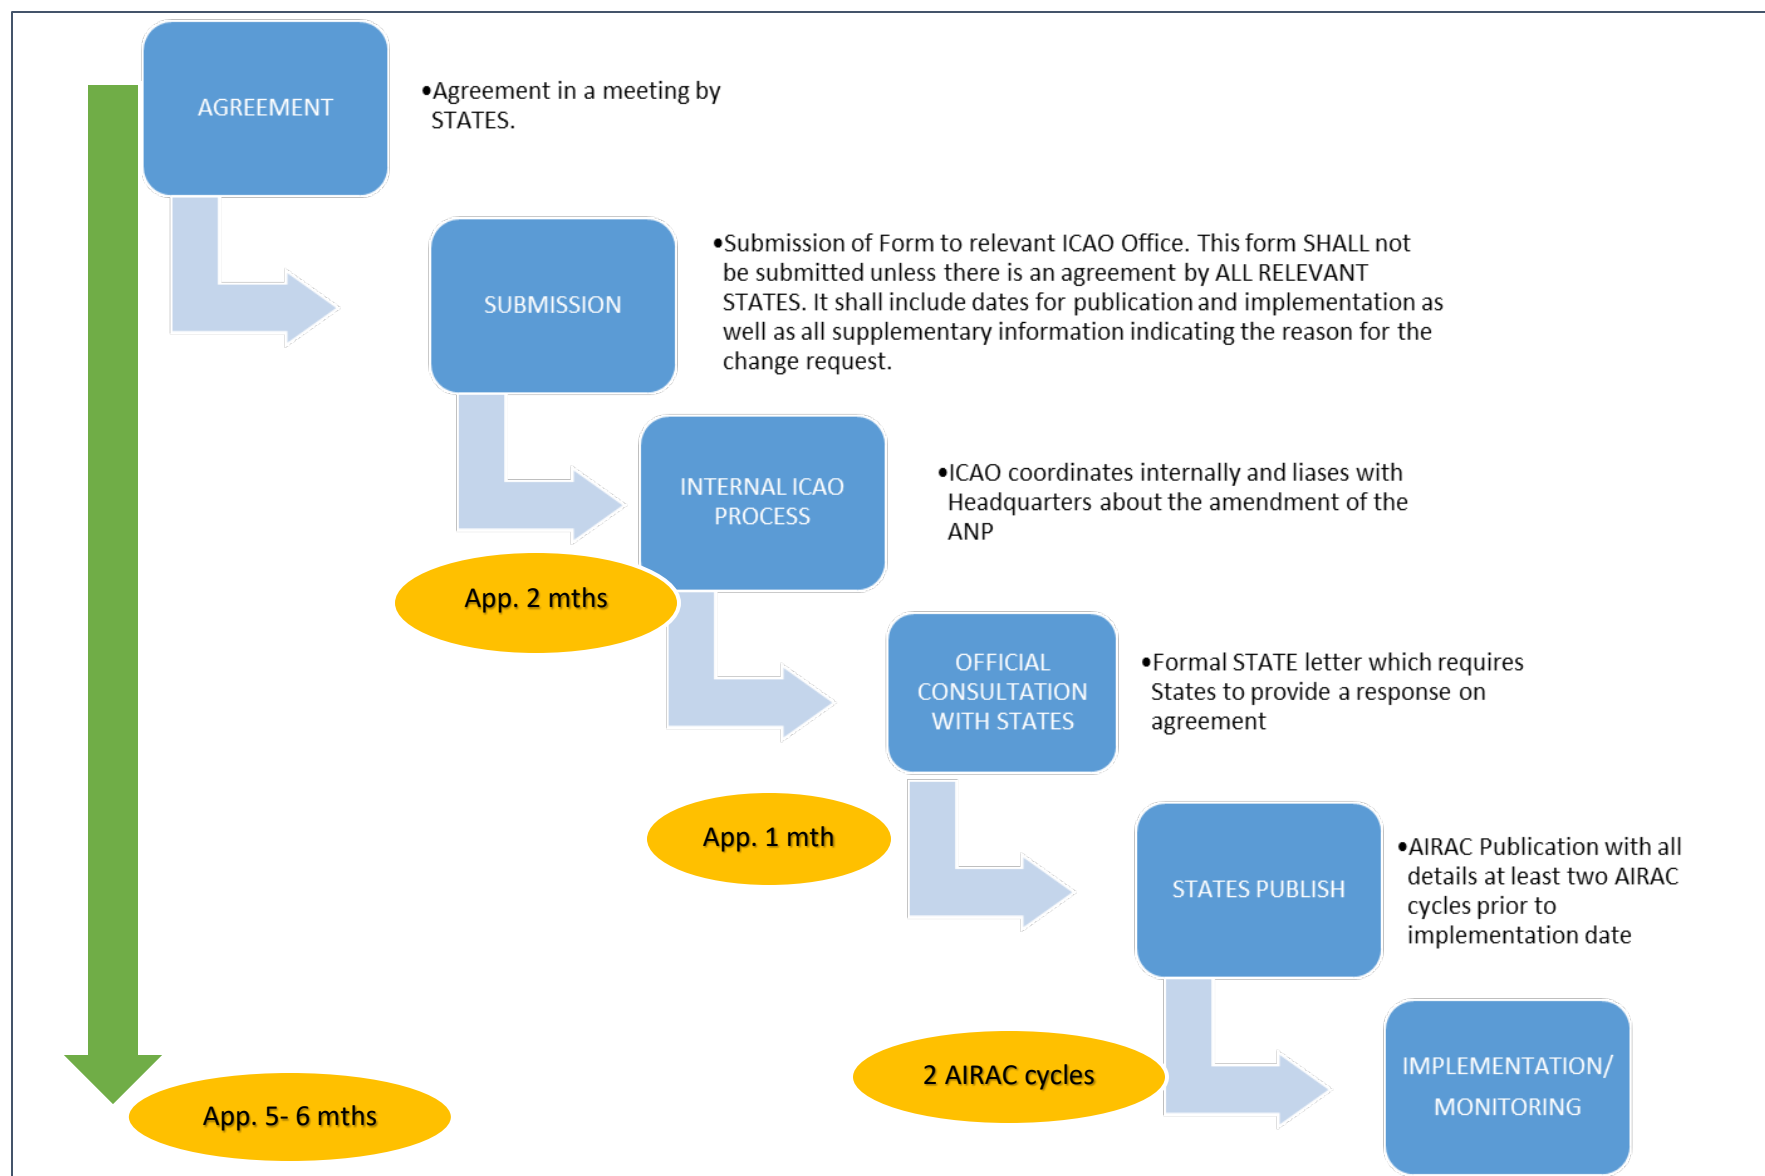 AGREEMENT
•Agreement in a meeting by
STATES.
SUBMISSION
•Submission of Form to relevant ICAO Office. This form SHALL not
be submitted unless there is an agreement by ALL RELEVANT
STATES. It shall include dates for publication and implementation as
well as all supplementary information indicating the reason for the
change request.
INTERNAL ICAO
PROCESS
•ICAO coordinates internally and liases with
Headquarters about the amendment of the
ANP
App. 2 mths
OFFICIAL
CONSULTATION
WITH STATES
•Formal STATE letter which requires
States to provide a response on
agreement
App. 1 mth
STATES PUBLISH
•AIRAC Publication with all
details at least two AIRAC
cycles prior to
implementation date
2 AIRAC cycles
IMPLEMENTATION/
MONITORING
App. 5- 6 mths